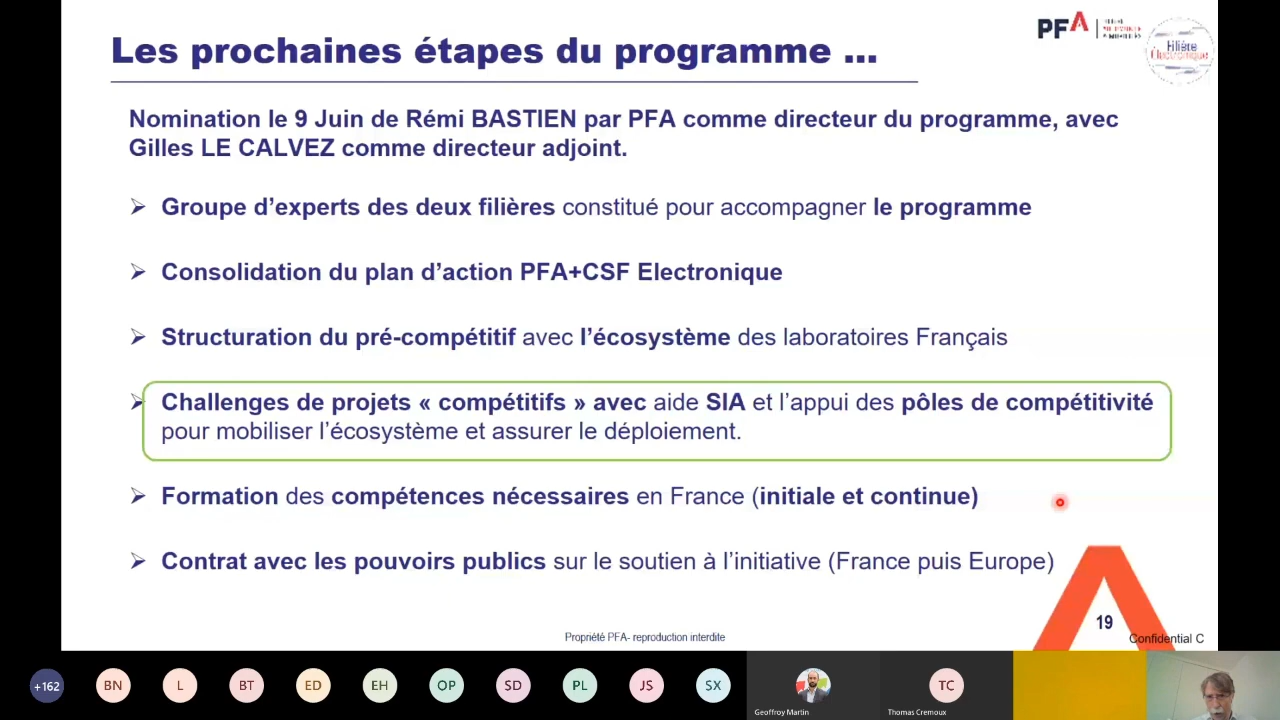 Les prochaines étapes du programme ...
PFA
Filière
Électronique
Nomination le 9 Juin de Rémi BASTIEN par PFA comme directeur du programme, avec
Gilles LE CALVEZ comme directeur adjoint.
➢ Groupe d’experts des deux filières constitué pour accompagner le programme
➢ Consolidation du plan d’action PFA+CSF Electronique
➢ Structuration du pré-compétitif avec l’écosystème des laboratoires Français
➢ Challenges de projets « compétitifs » avec aide SIA et l’appui des pôles de compétitivité
pour mobiliser l’écosystème et assurer le déploiement.
➢ Formation des compétences nécessaires en France (initiale et continue)
➢ Contrat avec les pouvoirs publics sur le soutien à l’initiative (France puis Europe)
19
Propriété PFA- reproduction interdite
Confidential C
+162 BN L BT ED EH OP SD PL JS SX TC
Geoffroy Martin
Thomas Cremoux